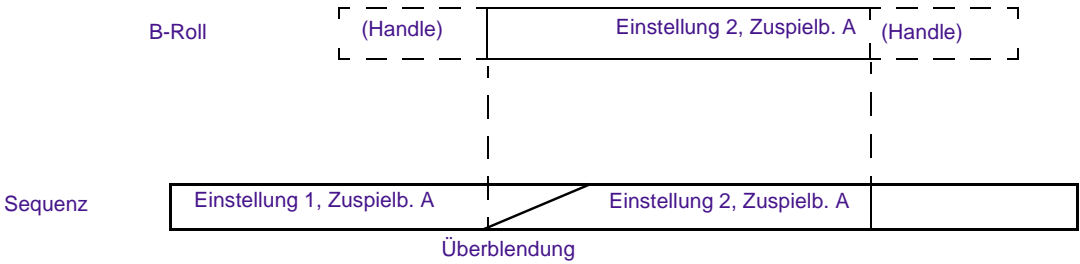 B-Roll
(Handle)
Einstellung 2, Zuspielb. A
(Handle)
Sequenz
Einstellung 1, Zuspielb. A
Einstellung 2, Zuspielb. A
Überblendung